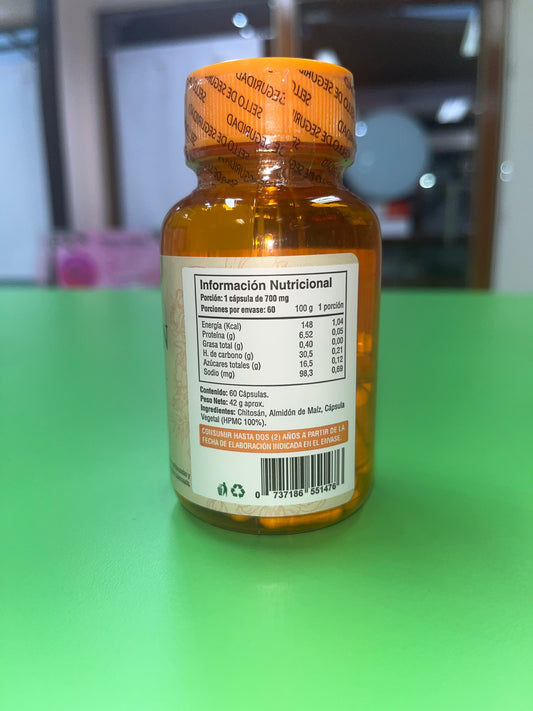 SELLO DE SEGURIDAD
SELLO DE SEGURIDAD
Información Nutricional
Porción: 1 cápsula de 700 mg
Porciones por envase: 60 100 g 1 porción
Energía (Kcal) 148 1,04
Proteína (g) 6,52 0,05
Grasa total (g) 0,40 0,00
H. de carbono (g) 30,5 0,21
Azúcares totales (g) 16,5 0,12
Sodio (mg) 98,3 0,69
Contenido: 60 Cápsulas.
Peso Neto: 42 g aprox.
Ingredientes: Chitosán, Almidón de Maíz, Cápsula
Vegetal (HPMC 100%).
CONSUMIR HASTA DOS (2) AÑOS A PARTIR DE LA
FECHA DE ELABORACIÓN INDICADA EN EL ENVASE.
0 737186 551476